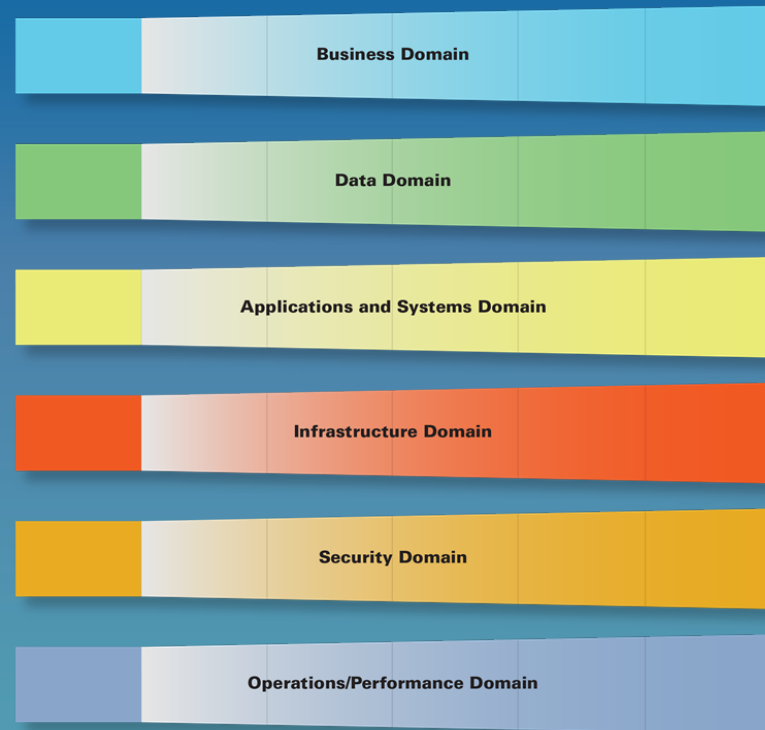 Business Domain
Data Domain
Applications and Systems Domain
Infrastructure Domain
Security Domain
Operations/Performance Domain